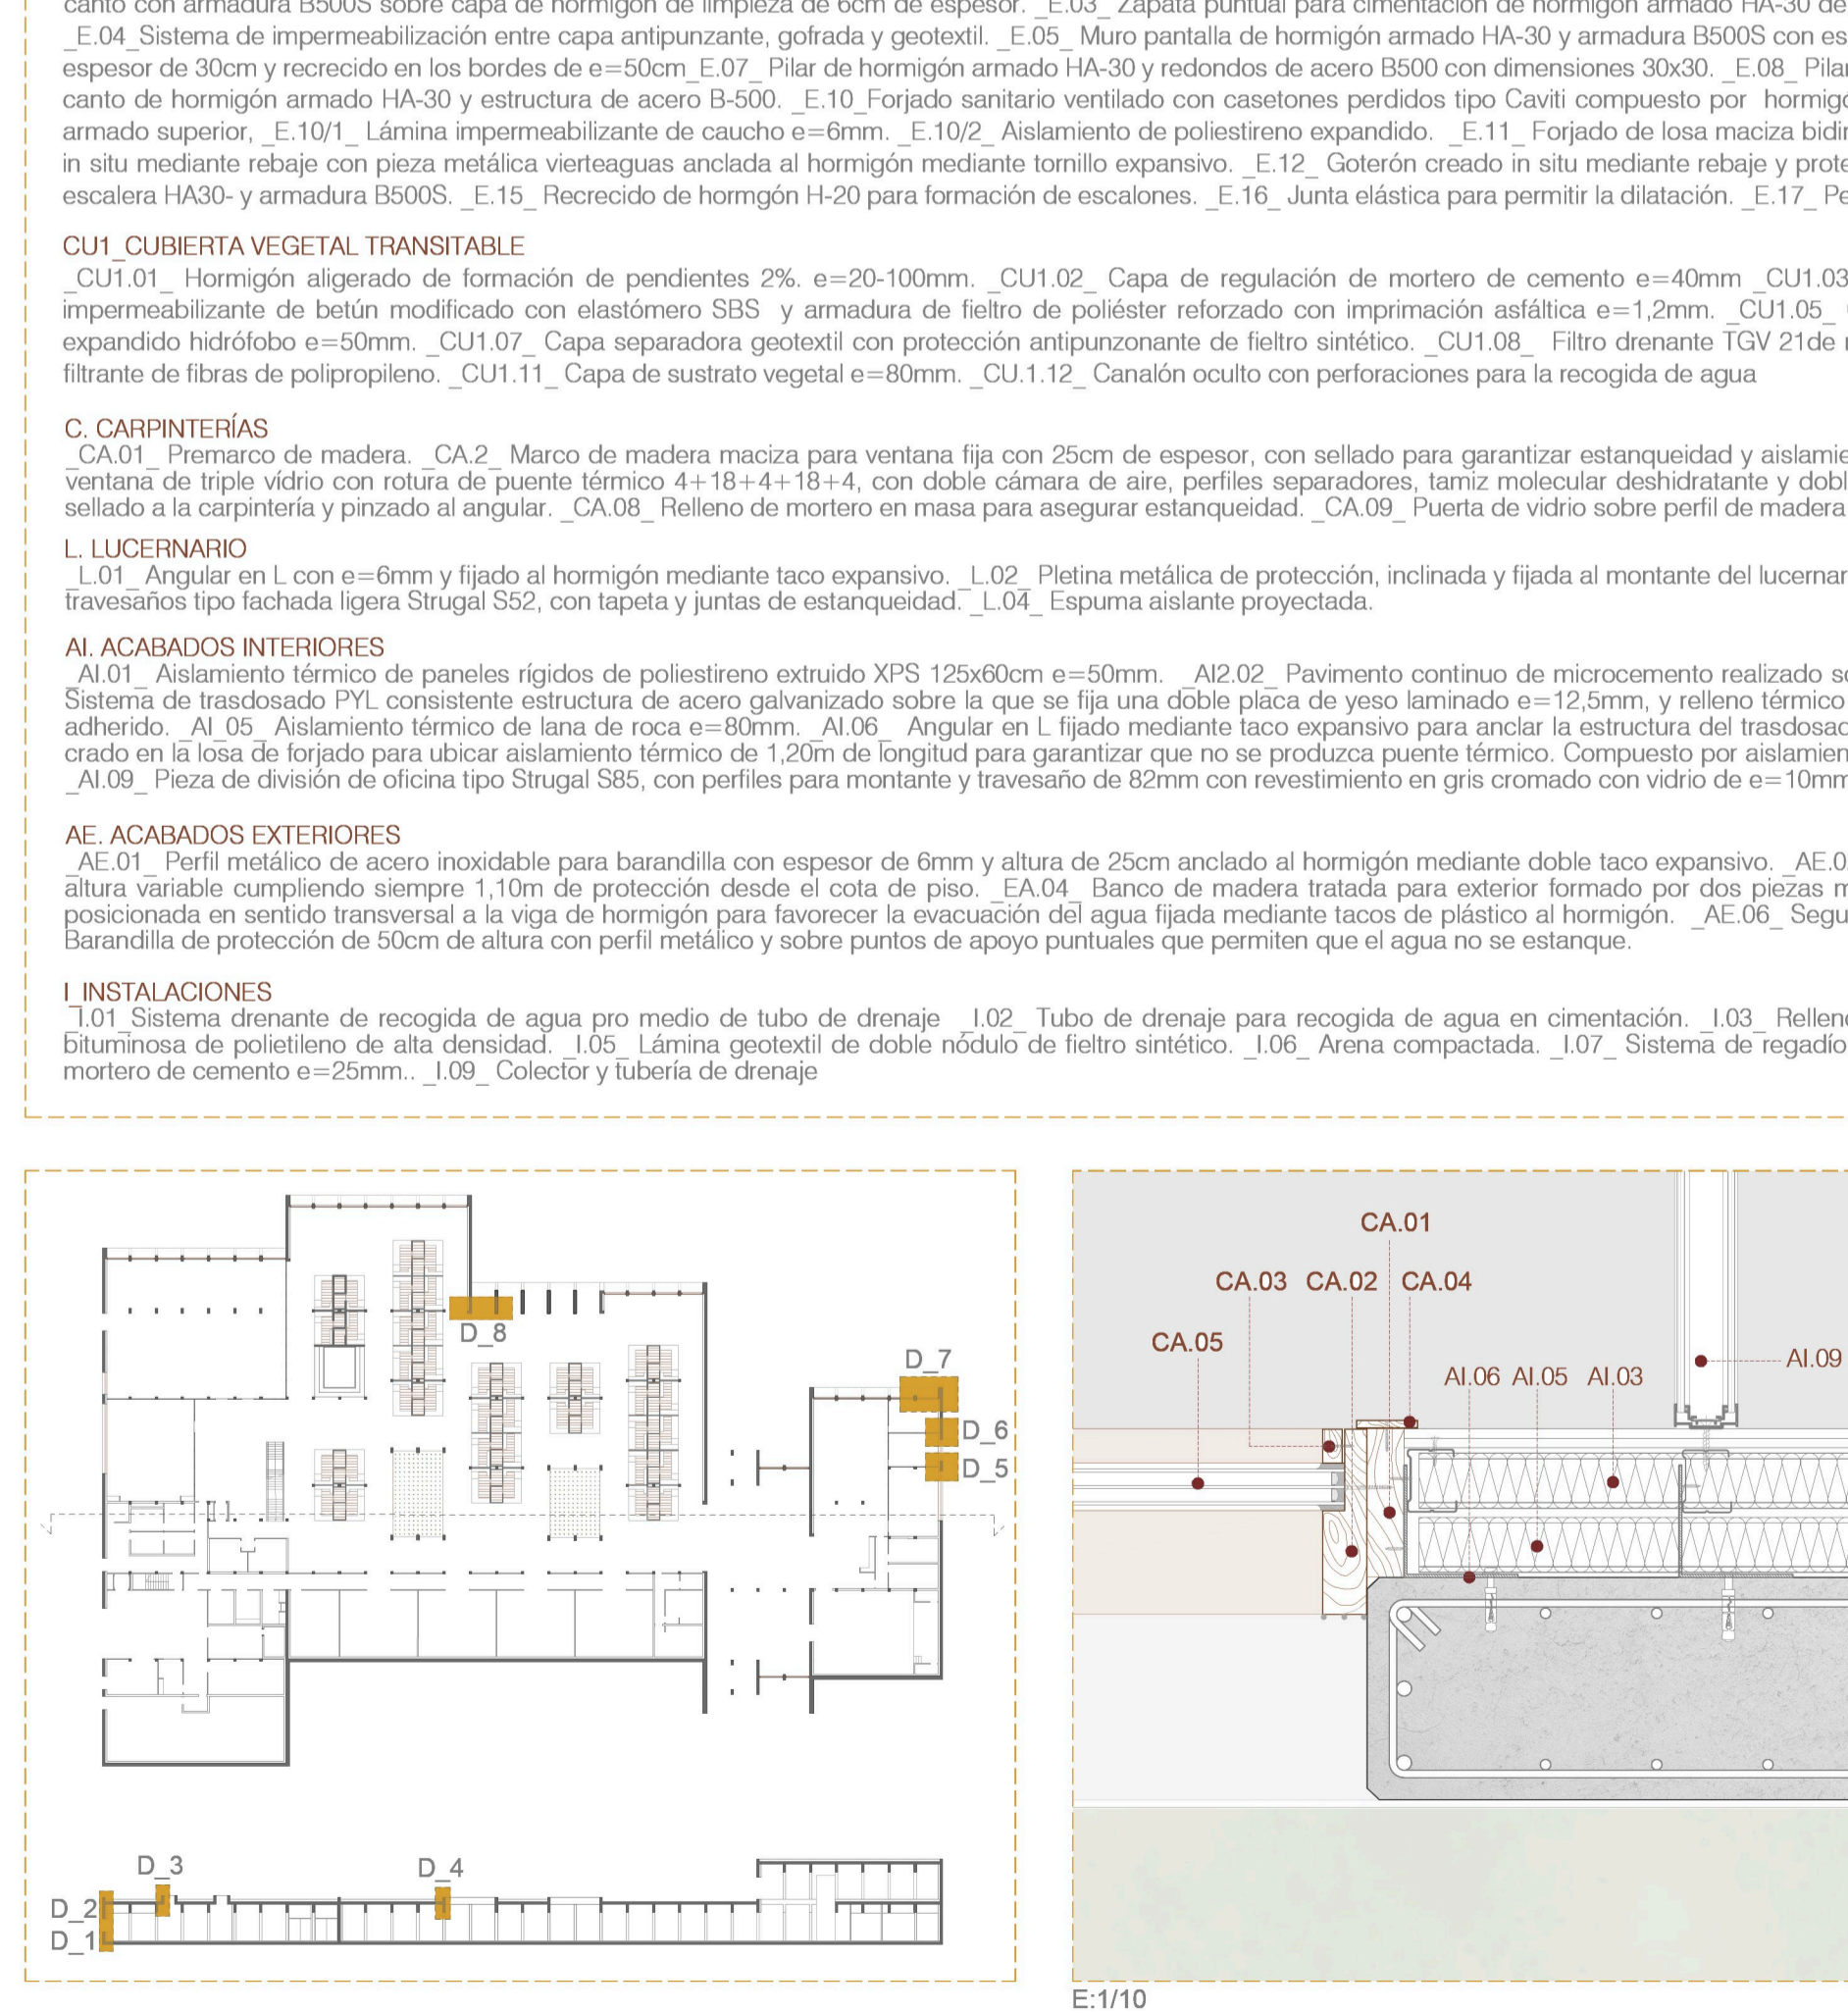 canto con armadura B500S sobre capa de hormigón de limpieza de 6cm de espesor. _E.03_ Zapata puntual para cimentación de hormigón armado HA-30 de
_E.04_Sistema de impermeabilización entre capa antipunzante, gofrada y geotextil. _E.05_ Muro pantalla de hormigón armado HA-30 y armadura B500S con es
espesor de 30cm y recrecido en los bordes de e=50cm_E.07_ Pilar de hormigón armado HA-30 y redondos de acero B500 con dimensiones 30x30. _E.08_ Pilar
canto de hormigón armado HA-30 y estructura de acero B-500. _E.10_Forjado sanitario ventilado con casetones perdidos tipo Caviti compuesto por hormigó
armado superior, _E.10/1_ Lámina impermeabilizante de caucho e=6mm. _E.10/2_ Aislamiento de poliestireno expandido. _E.11_ Forjado de losa maciza bidir
in situ mediante rebaje con pieza metálica vierteaguas anclada al hormigón mediante tornillo expansivo. _E.12_ Goterón creado in situ mediante rebaje y prote
escalera HA30- y armadura B500S. _E.15_ Recrecido de hormgón H-20 para formación de escalones. _E.16_ Junta elástica para permitir la dilatación. _E.17_ Pe
CU1_CUBIERTA VEGETAL TRANSITABLE
_CU1.01_ Hormigón aligerado de formación de pendientes 2%. e=20-100mm. _CU1.02_ Capa de regulación de mortero de cemento e=40mm _CU1.03
impermeabilizante de betún modificado con elastómero SBS y armadura de fieltro de poliéster reforzado con imprimación asfáltica e=1,2mm. _CU1.05_
expandido hidrófobo e=50mm. _CU1.07_ Capa separadora geotextil con protección antipunzonante de fieltro sintético. _CU1.08_ Filtro drenante TGV 21de
filtrante de fibras de polipropileno. _CU1.11_ Capa de sustrato vegetal e=80mm. _CU.1.12_ Canalón oculto con perforaciones para la recogida de agua
C. CARPINTERÍAS
_CA.01_ Premarco de madera. _CA.2_ Marco de madera maciza para ventana fija con 25cm de espesor, con sellado para garantizar estanqueidad y aislamie
ventana de triple vídrio con rotura de puente térmico 4+18+4+18+4, con doble cámara de aire, perfiles separadores, tamiz molecular deshidratante y dobl
sellado a la carpintería y pinzado al angular. _CA.08_ Relleno de mortero en masa para asegurar estanqueidad. _CA.09_ Puerta de vidrio sobre perfil de madera
L. LUCERNARIO
_L.01_ Angular en L con e=6mm y fijado al hormigón mediante taco expansivo. _L.02_ Pletina metálica de protección, inclinada y fijada al montante del lucernar
travesaños tipo fachada ligera Strugal S52, con tapeta y juntas de estanqueidad. _L.04_ Espuma aislante proyectada.
AI. ACABADOS INTERIORES
_AI.01_ Aislamiento térmico de paneles rígidos de poliestireno extruido XPS 125x60cm e=50mm. _AI2.02_ Pavimento continuo de microcemento realizado so
Sistema de trasdosado PYL consistente estructura de acero galvanizado sobre la que se fija una doble placa de yeso laminado e=12,5mm, y relleno térmico
adherido. _AI_05_ Aislamiento térmico de lana de roca e=80mm. _AI.06_ Angular en L fijado mediante taco expansivo para anclar la estructura del trasdosad
crado en la losa de forjado para ubicar aislamiento térmico de 1,20m de longitud para garantizar que no se produzca puente térmico. Compuesto por aislamien
_AI.09_ Pieza de división de oficina tipo Strugal S85, con perfiles para montante y travesaño de 82mm con revestimiento en gris cromado con vidrio de e=10mm
AE. ACABADOS EXTERIORES
_AE.01_ Perfil metálico de acero inoxidable para barandilla con espesor de 6mm y altura de 25cm anclado al hormigón mediante doble taco expansivo. _AE.0
altura variable cumpliendo siempre 1,10m de protección desde el cota de piso. _EA.04_ Banco de madera tratada para exterior formado por dos piezas m
posicionada en sentido transversal a la viga de hormigón para favorecer la evacuación del agua fijada mediante tacos de plástico al hormigón. _AE.06_ Segu
Barandilla de protección de 50cm de altura con perfil metálico y sobre puntos de apoyo puntuales que permiten que el agua no se estanque.
I_INSTALACIONES
_I.01_Sistema drenante de recogida de agua pro medio de tubo de drenaje _I.02_ Tubo de drenaje para recogida de agua en cimentación. _I.03_ Relleno
bituminosa de polietileno de alta densidad. _I.05_ Lámina geotextil de doble nódulo de fieltro sintético. _I.06_ Arena compactada. _I.07_ Sistema de regadío
mortero de cemento e=25mm.. _I.09_ Colector y tubería de drenaje
D_8
D_7
D_6
D_5
D_3
D_4
D_2
D_1
CA.01
CA.03 CA.02 CA.04
CA.05
AI.09
AI.06 AI.05 AI.03
E:1/10